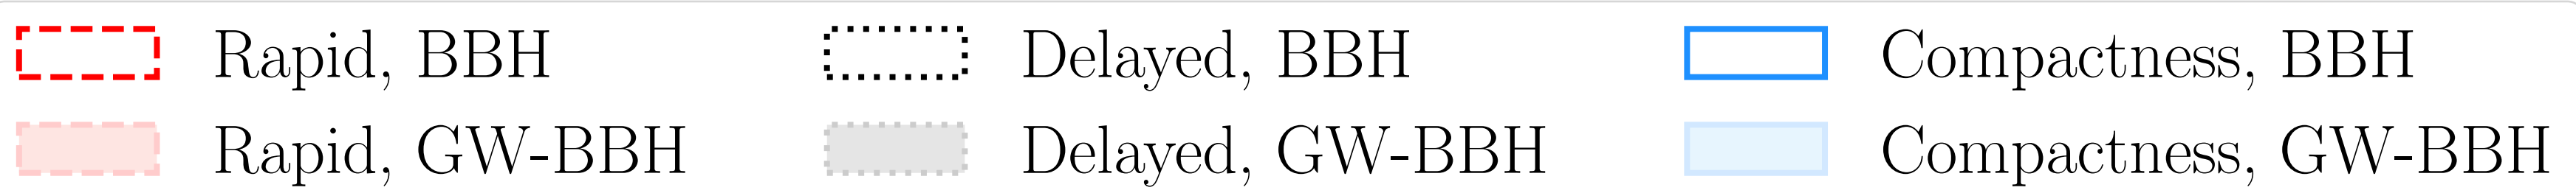 Rapid, BBH Delayed, BBH Compactness, BBH
Rapid, GW-BBH Delayed, GW-BBH Compactness, GW-BBH